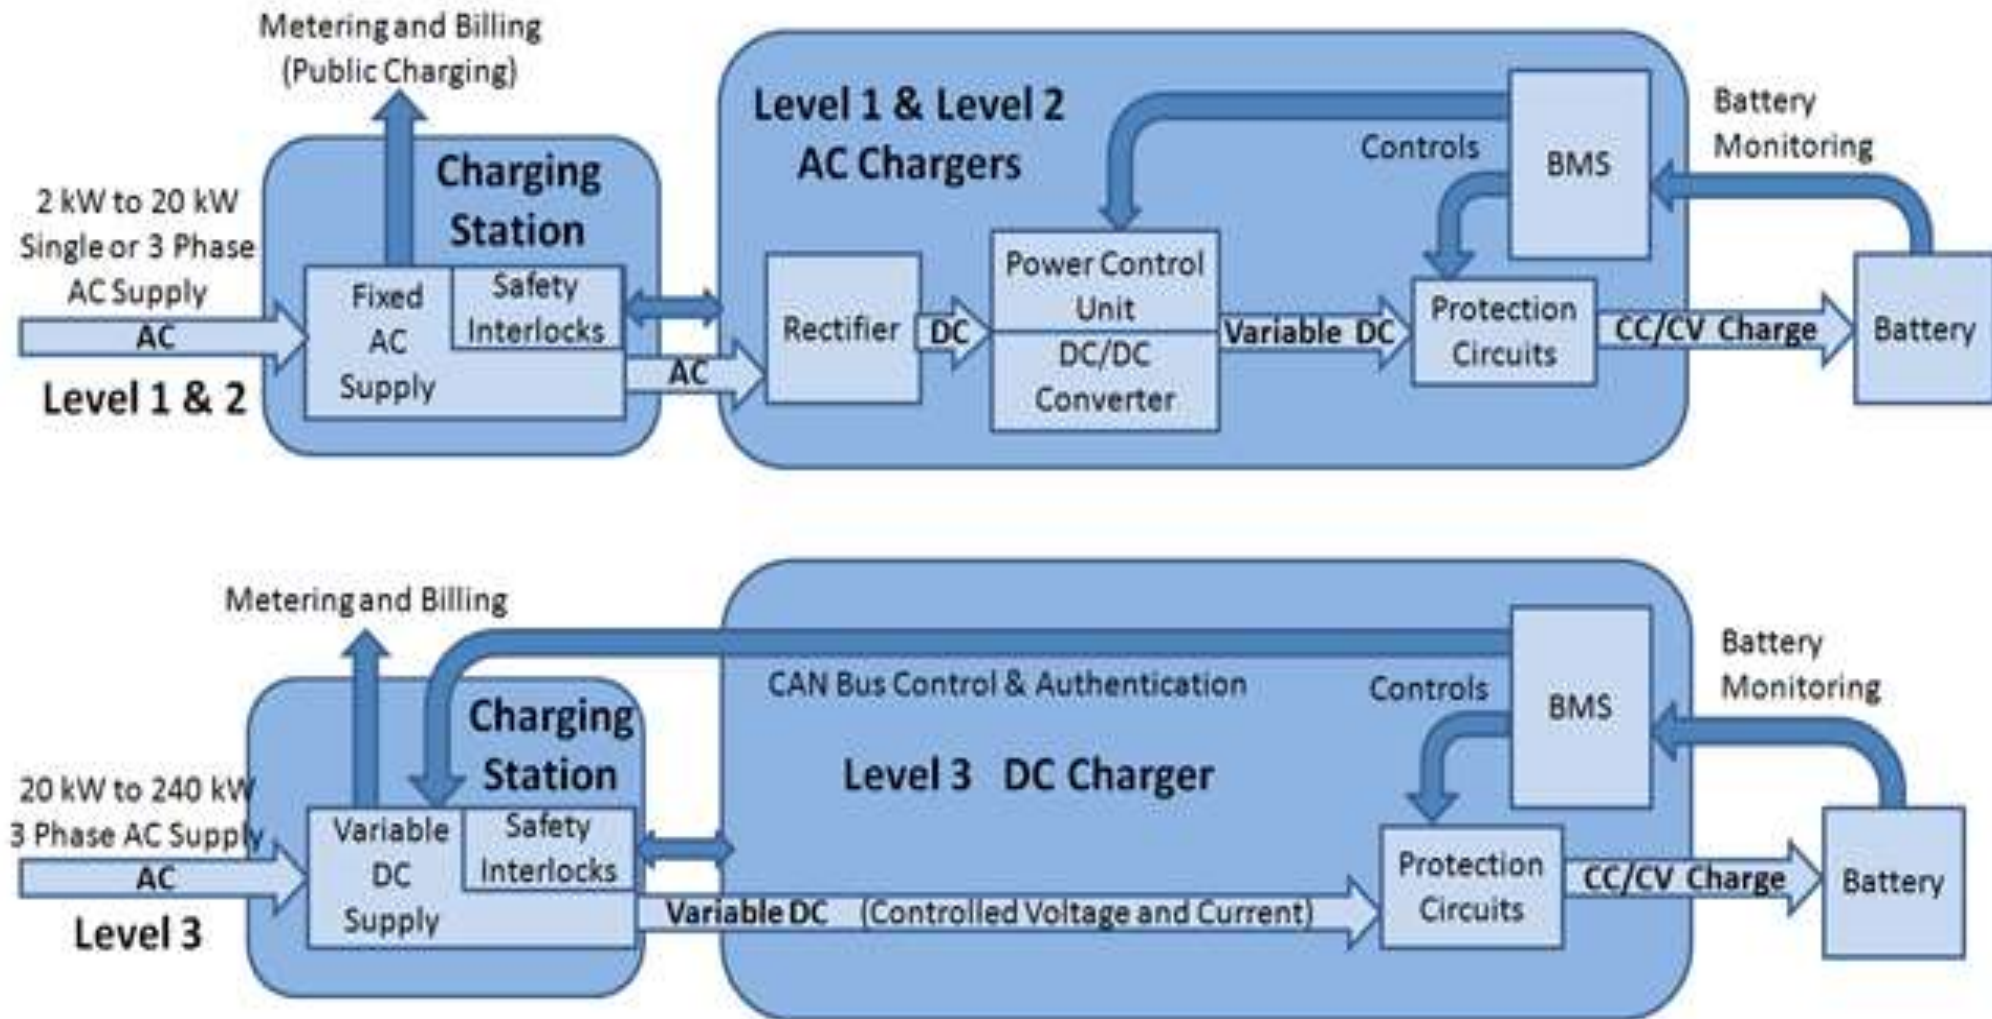 Metering and Billing
(Public Charging)
Level 1 & Level 2
AC Chargers
Charging
Station
2 kW to 20 kW
Single or 3 Phase
AC Supply
AC
Level 1 & 2
Fixed
AC
Supply
Safety
Interlocks
AC
Rectifier
DC
Power Control
Unit
DC/DC
Converter
Variable DC
Controls
BMS
Protection
Circuits
Battery
Monitoring
CC/CV Charge
Battery
Metering and Billing
CAN Bus Control & Authentication
Charging
Station
20 kW to 240 kW
3 Phase AC Supply
AC
Level 3
Variable
DC
Supply
Safety
Interlocks
Level 3 DC Charger
Variable DC (Controlled Voltage and Current)
Controls
BMS
Protection
Circuits
Battery
Monitoring
CC/CV Charge
Battery